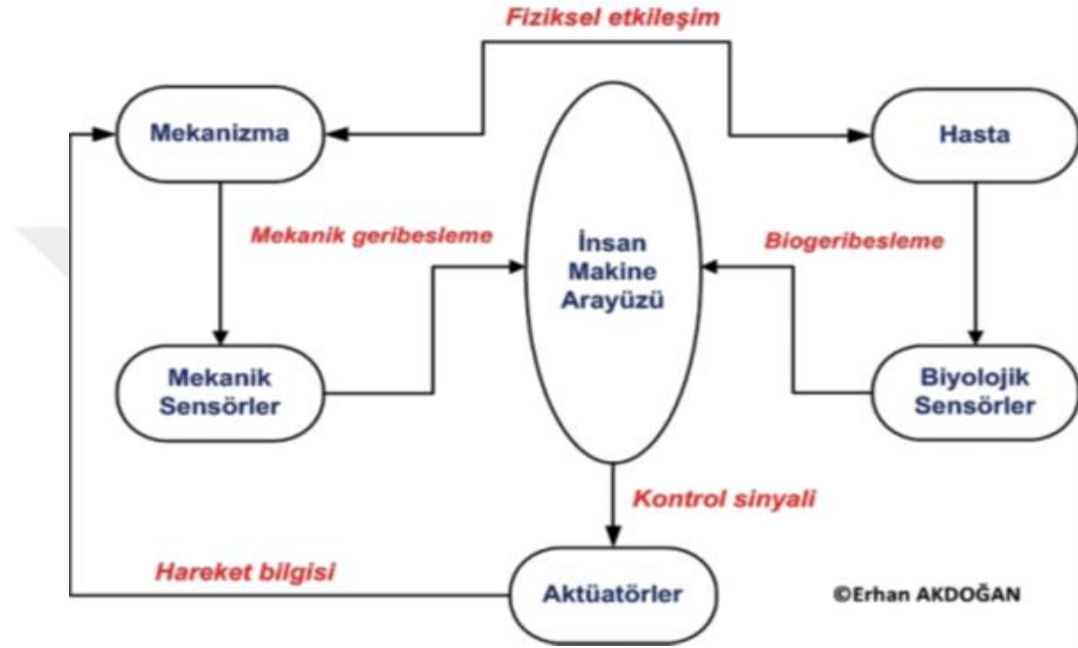 Fiziksel etkileşim
Mekanizma
Hasta
Mekanik geribesleme
İnsan
Makine
Arayüzü
Biogeribesleme
Mekanik
Sensörler
Biyolojik
Sensörler
Kontrol sinyali
Hareket bilgisi
Aktüatörler
©Erhan AKDOĞAN